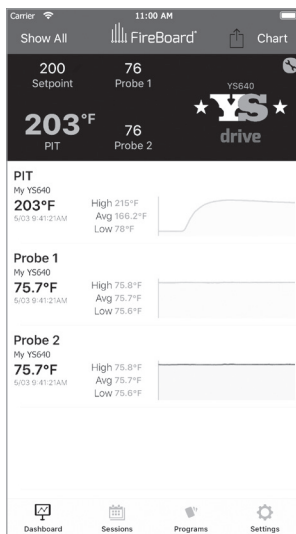 Carrier 11:00 AM
Show All FireBoard® Chart
200 76
Setpoint Probe 1
YS640
203°F
YS
76
PIT Probe 2
drive
PIT
My YS640
203°F
5/03 9:41:21AM
High 215°F
Avg 166.2°F
Low 78°F
Probe 1
My YS640
75.7°F
5/03 9:41:21AM
High 75.8°F
Avg 75.7°F
Low 75.6°F
Probe 2
My YS640
75.7°F
5/03 9:41:21AM
High 75.8°F
Avg 75.7°F
Low 75.6°F
Dashboard Sessions Programs Settings